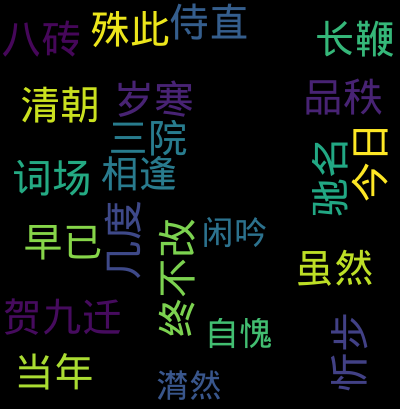 八砖
殊此
侍直
长鞭
清朝
岁寒
品秩
三院
今日
词场
相逢
驰名
早已
几度
终不改
闲吟
虽然
贺九迁
自愧
忻步
当年
潸然